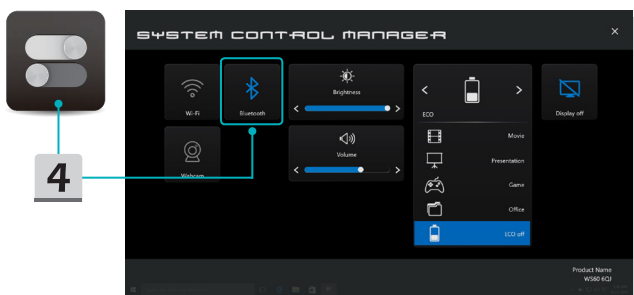 SYSTEM CONTROL MANAGER
Wi-Fi
Bluetooth
Brightness
ECO
Display off
Webcam
Volume
Movie
Presentation
Game
Office
ECO off
4
Product Name
WS60 6QJ